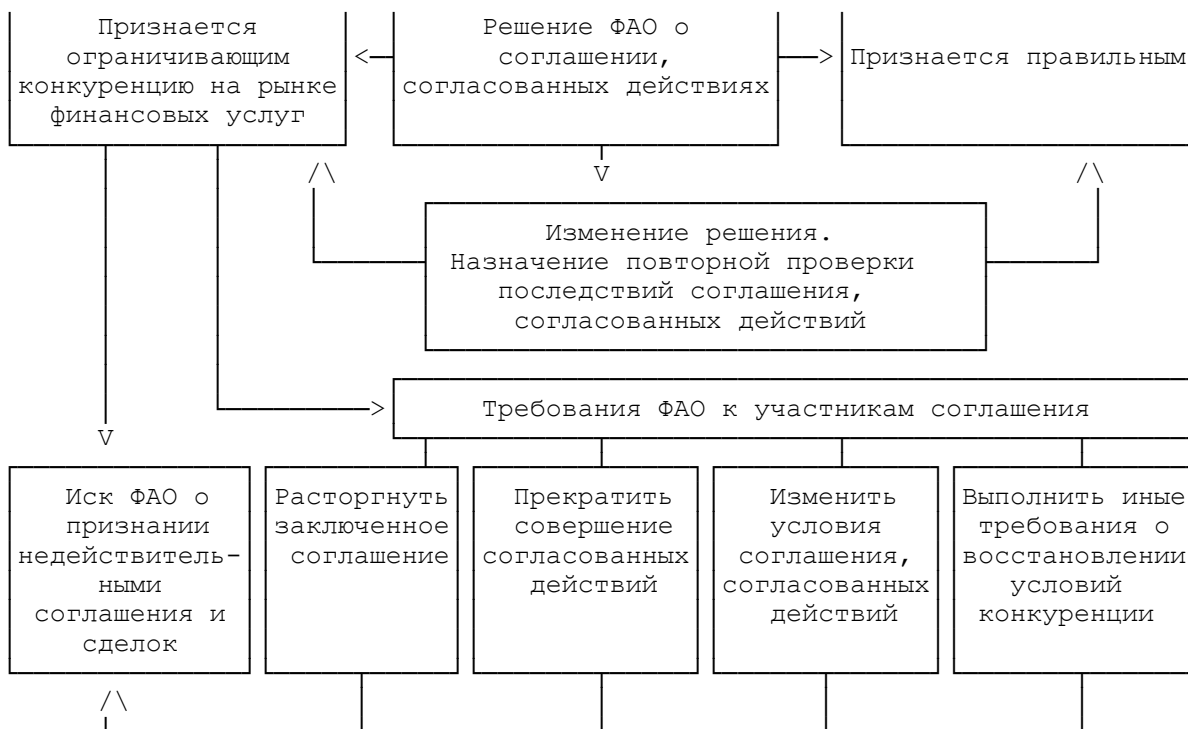 Признается
ограничивающим
конкуренцию на рынке
финансовых услуг
Решение ФАО о
соглашении,
согласованных действиях
Признается правильным
Изменение решения.
Назначение повторной проверки
последствий соглашения,
согласованных действий
Требования ФАО к участникам соглашения
Иск ФАО о
признании
недействитель-
ными
соглашения и
сделок
Расторгнуть
заключенное
соглашение
Прекратить
совершение
согласованных
действий
Изменить
условия
соглашения,
согласованных
действий
Выполнить иные
требования о
восстановлении
условий
конкуренции